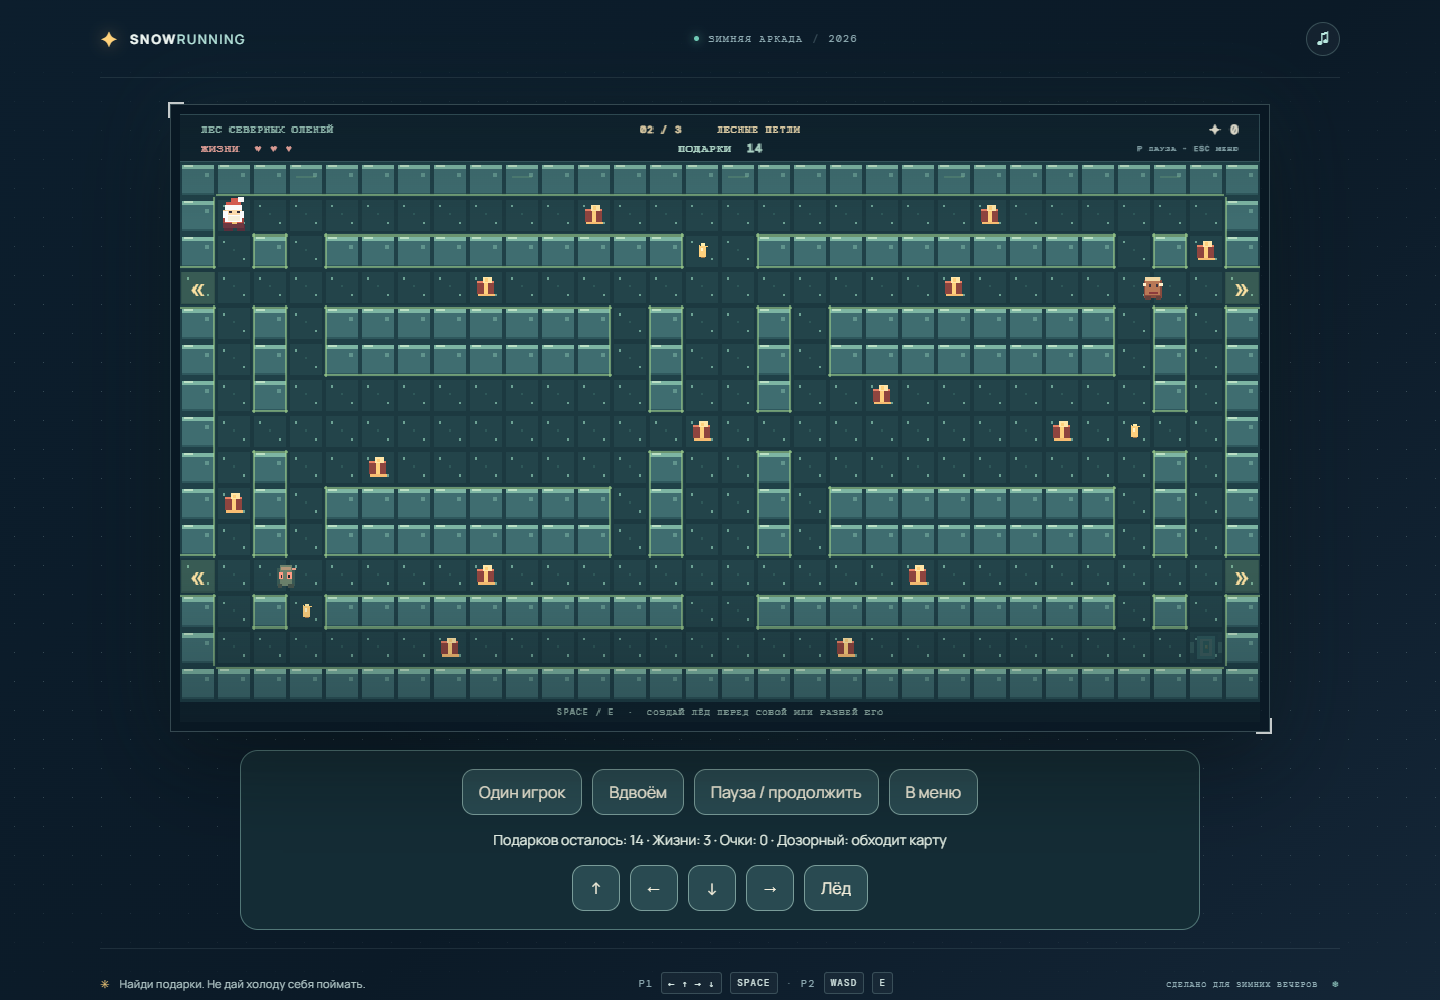 SNOWRUNNING
ЗИМНЯЯ АРКАДА / 2026
ЛЕС СЕВЕРНЫХ ОЛЕНЕЙ
02 / 3 ЛЕСНЫЕ ПЕТЛИ
0
ЖИЗНИ
ПОДАРКИ 14
P ПАУЗА - ESC МЕНЮ
«
»
«
»
SPACE / E · СОЗДАЙ ЛЁД ПЕРЕД СОБОЙ ИЛИ РАЗБЕЙ ЕГО
Один игрок
Вдвоём
Пауза / продолжить
В меню
Подарков осталось: 14 · Жизни: 3 · Очки: 0 · Дозорный: обходит карту
↑ ← ↓ → Лёд
Найди подарки. Не дай холоду себя поймать.
P1 ← ↑ → ↓ SPACE · P2 WASD E
СДЕЛАНО ДЛЯ ЗИМНИХ ВЕЧЕРОВ